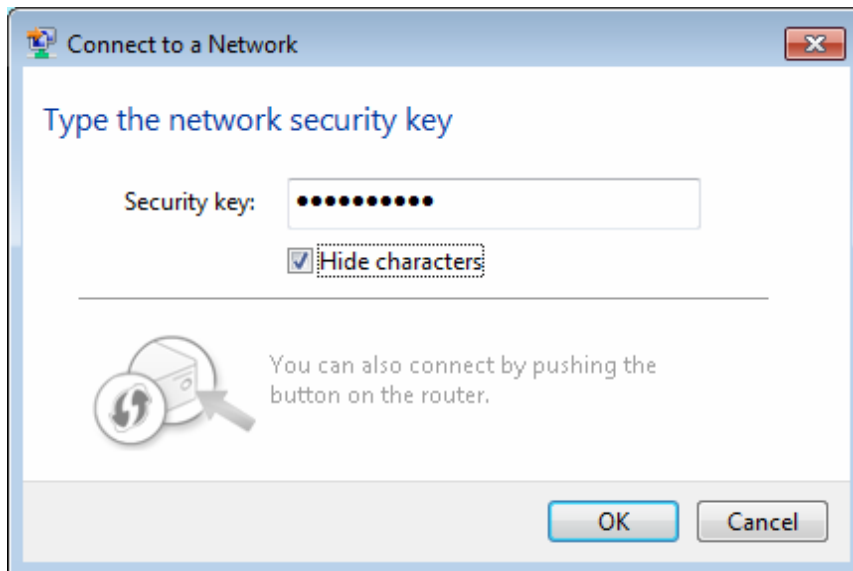 Connect to a Network
Type the network security key
Security key: ••••••••••
Hide characters
You can also connect by pushing the
button on the router.
OK Cancel